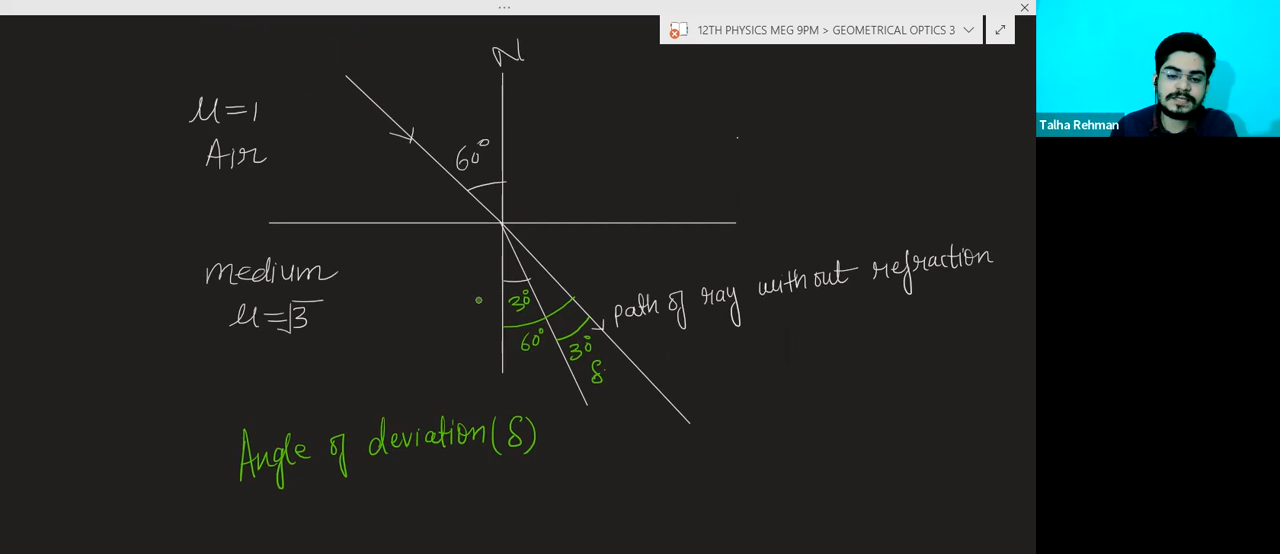 12TH PHYSICS MEG 9PM > GEOMETRICAL OPTICS 3
N
μ=1
Air
60°
medium
μ=√3
30°
60°
30°
δ
path of ray without refraction
Angle of deviation(δ)
Talha Rehman